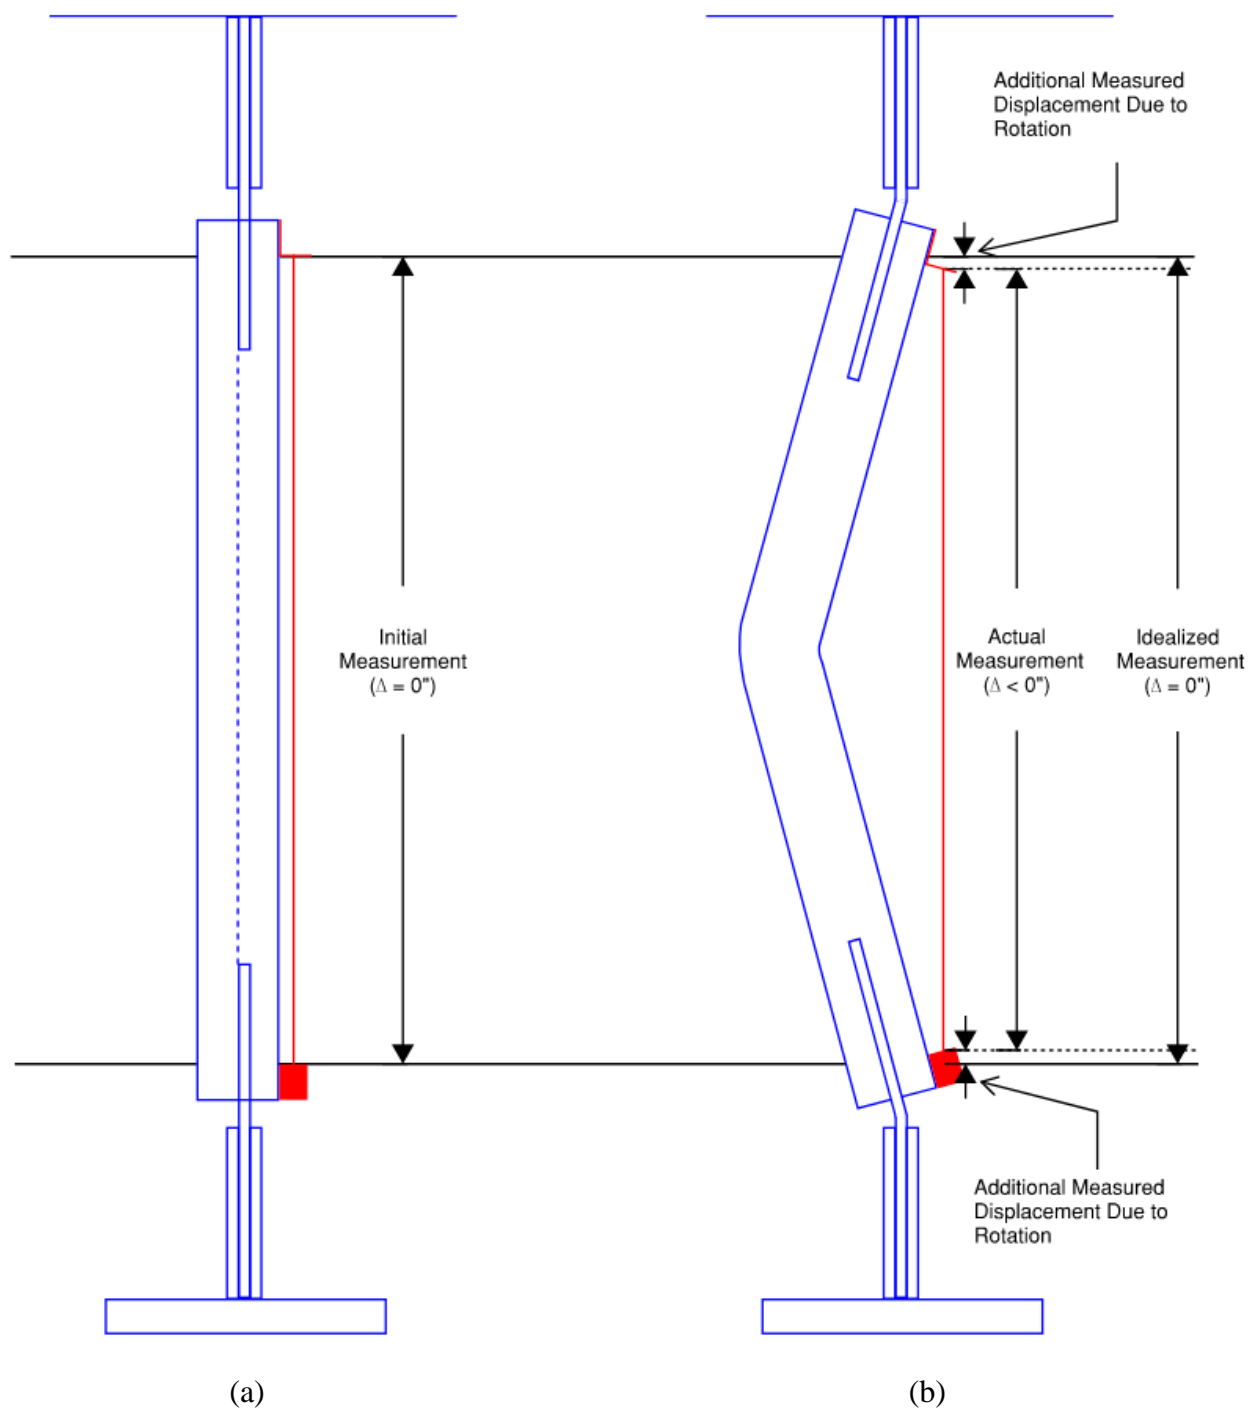 Additional Measured
Displacement Due to
Rotation
Initial
Measurement
(Δ = 0")
Actual
Measurement
(Δ < 0")
Idealized
Measurement
(Δ = 0")
Additional Measured
Displacement Due to
Rotation
(a)
(b)